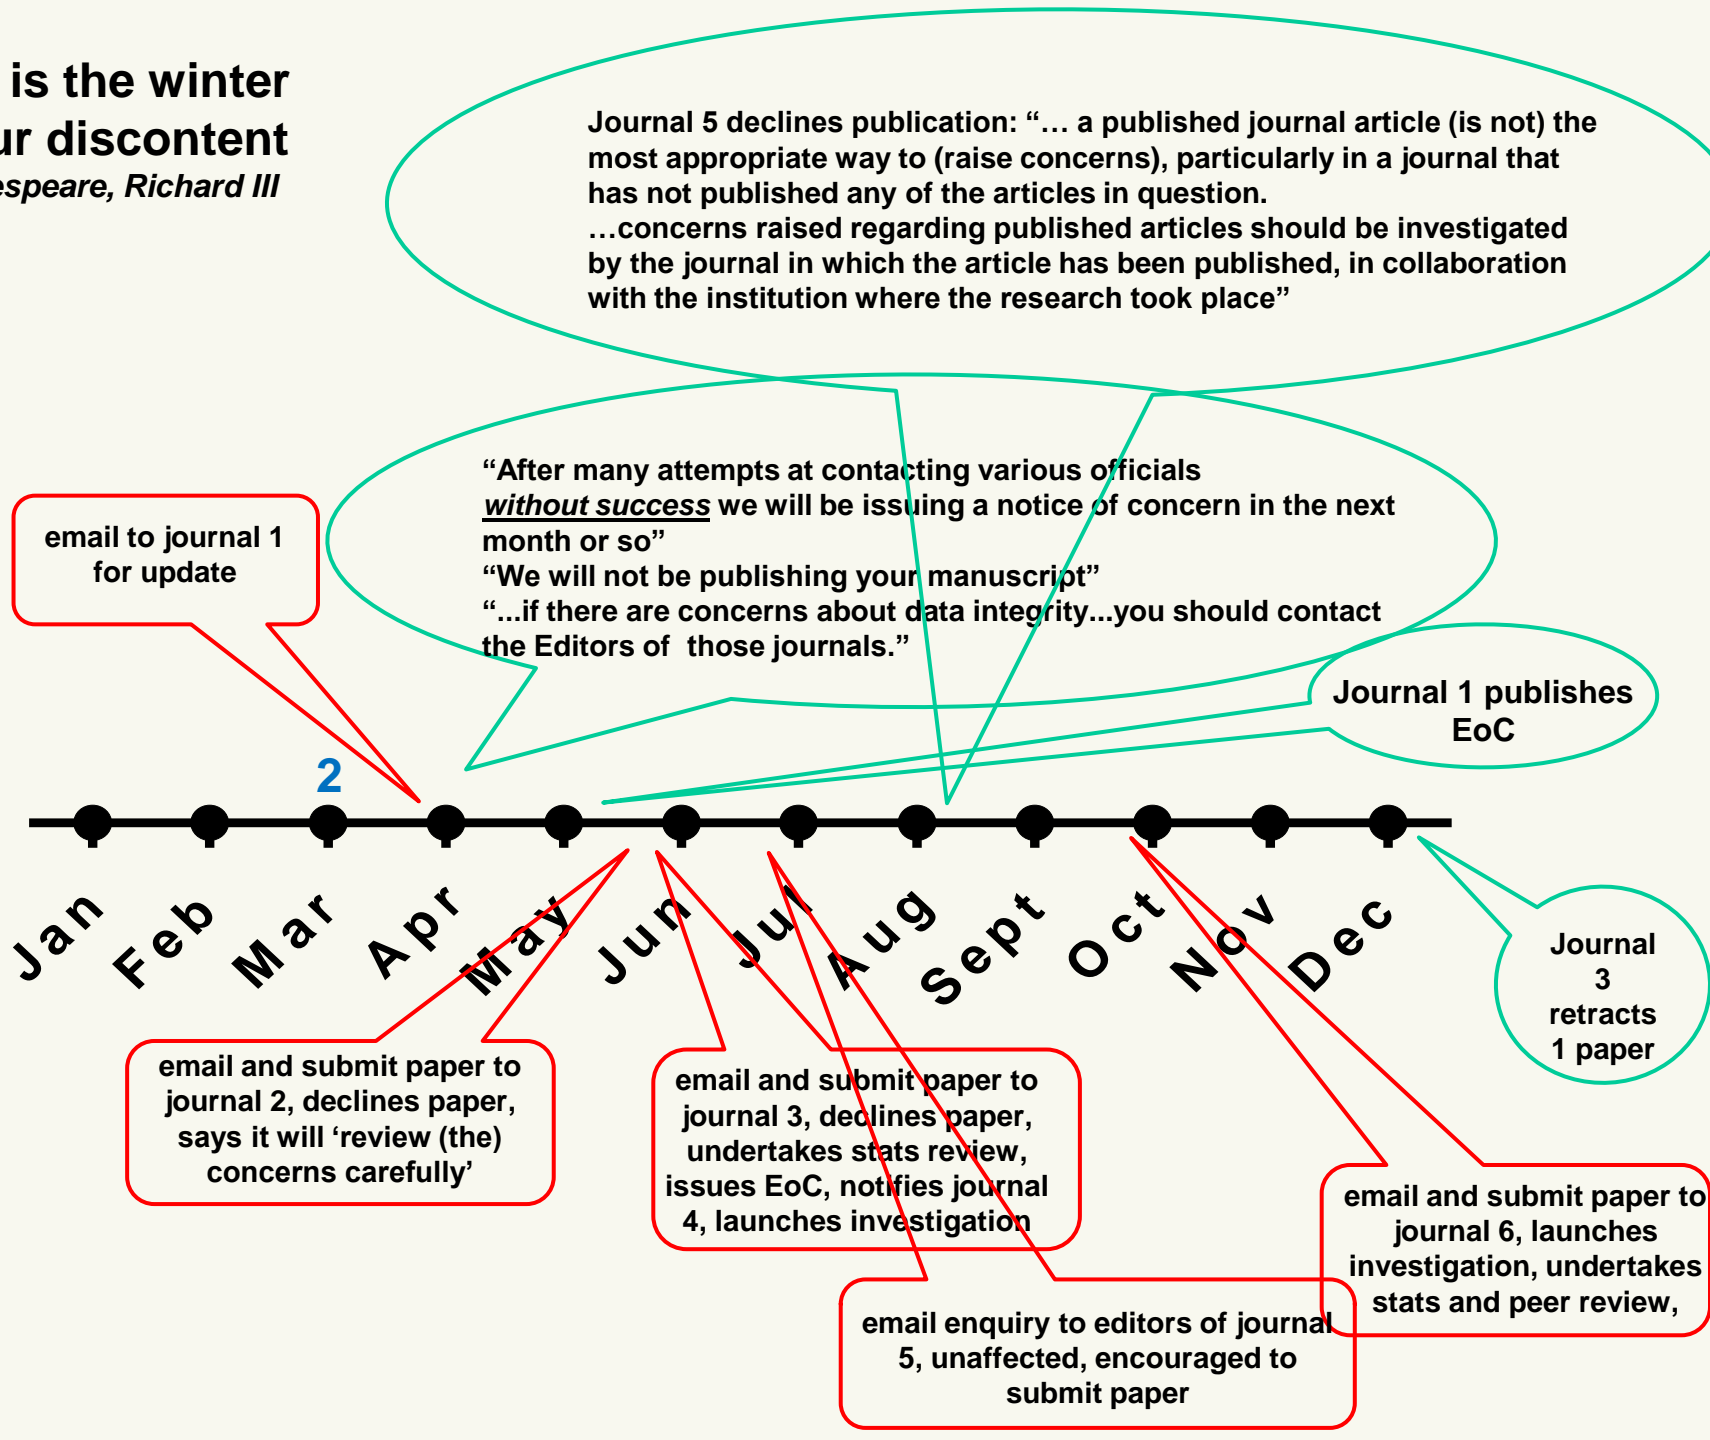 is the winter
ur discontent
espeare, Richard III
Journal 5 declines publication: “… a published journal article (is not) the
most appropriate way to (raise concerns), particularly in a journal that
has not published any of the articles in question.
…concerns raised regarding published articles should be investigated
by the journal in which the article has been published, in collaboration
with the institution where the research took place”
“After many attempts at contacting various officials
without success we will be issuing a notice of concern in the next
month or so”
“We will not be publishing your manuscript”
“...if there are concerns about data integrity...you should contact
the Editors of those journals.”
email to journal 1
for update
Journal 1 publishes
EoC
2
Jan
Feb
Mar
Apr
May
Jun
Jul
Aug
Sept
Oct
Nov
Dec
Journal
3
retracts
1 paper
email and submit paper to
journal 2, declines paper,
says it will ‘review (the)
concerns carefully’
email and submit paper to
journal 3, declines paper,
undertakes stats review,
issues EoC, notifies journal
4, launches investigation
email and submit paper to
journal 6, launches
investigation, undertakes
stats and peer review,
email enquiry to editors of journal
5, unaffected, encouraged to
submit paper